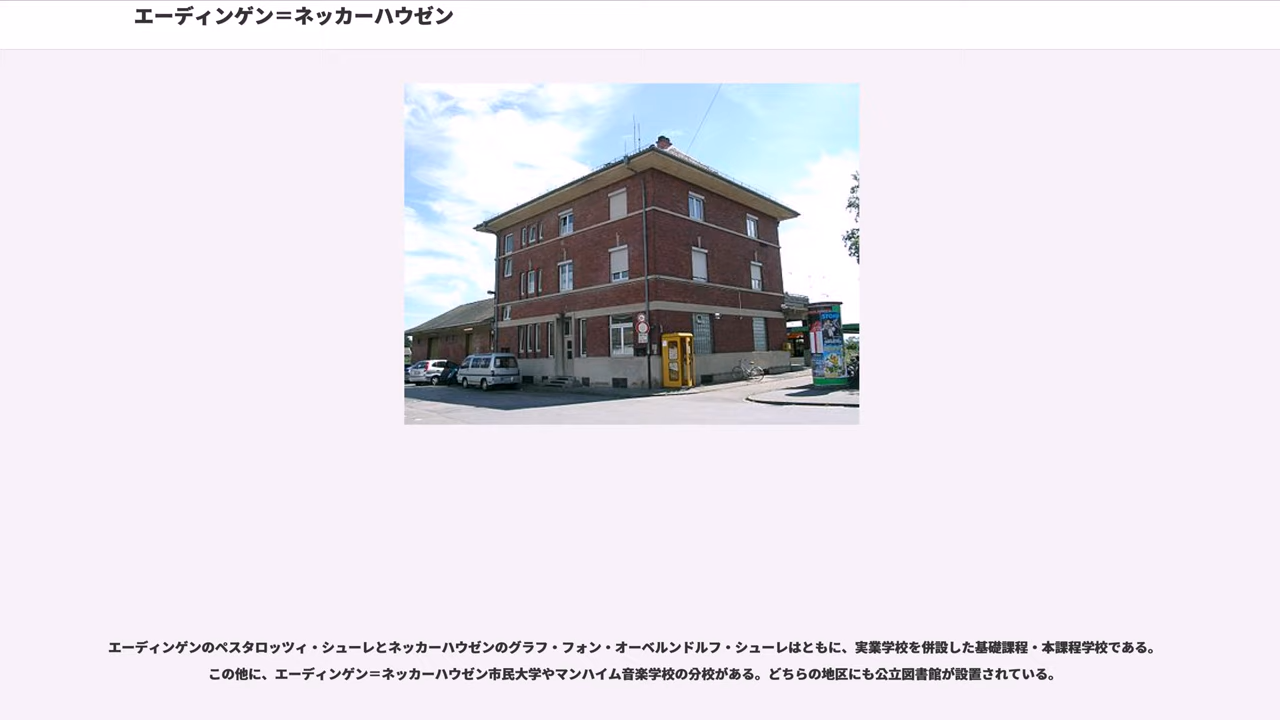 エーディンゲン＝ネッカーハウゼン
エーディンゲンのペスタロッツィ・シューレとネッカーハウゼンのグラフ・フォン・オーベルンドルフ・シューレはともに、実業学校を併設した基礎課程・本課程学校である。
この他に、エーディンゲン＝ネッカーハウゼン市民大学やマンハイム音楽学校の分校がある。どちらの地区にも公立図書館が設置されている。